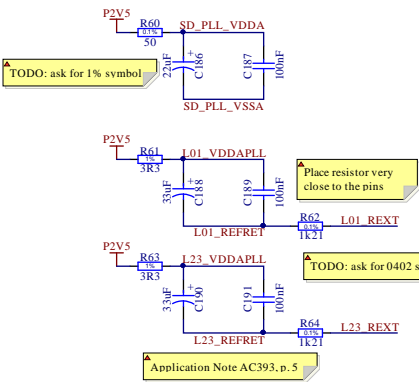 P2V5
R60
0.1%
50
SD_PLL_VDDA
TODO: ask for 1% symbol
22uF
+
C186
C187
100nF
SD_PLL_VSSA
P2V5
R61
1%
3R3
L01_VDDAPLL
33uF
+
C188
C189
100nF
Place resistor very
close to the pins
R62
0.1%
1k21
L01_REXT
L01_REFRET
P2V5
R63
1%
3R3
L23_VDDAPLL
TODO: ask for 0402 s
33uF
+
C190
C191
100nF
R64
0.1%
1k21
L23_REXT
L23_REFRET
Application Note AC393, p. 5